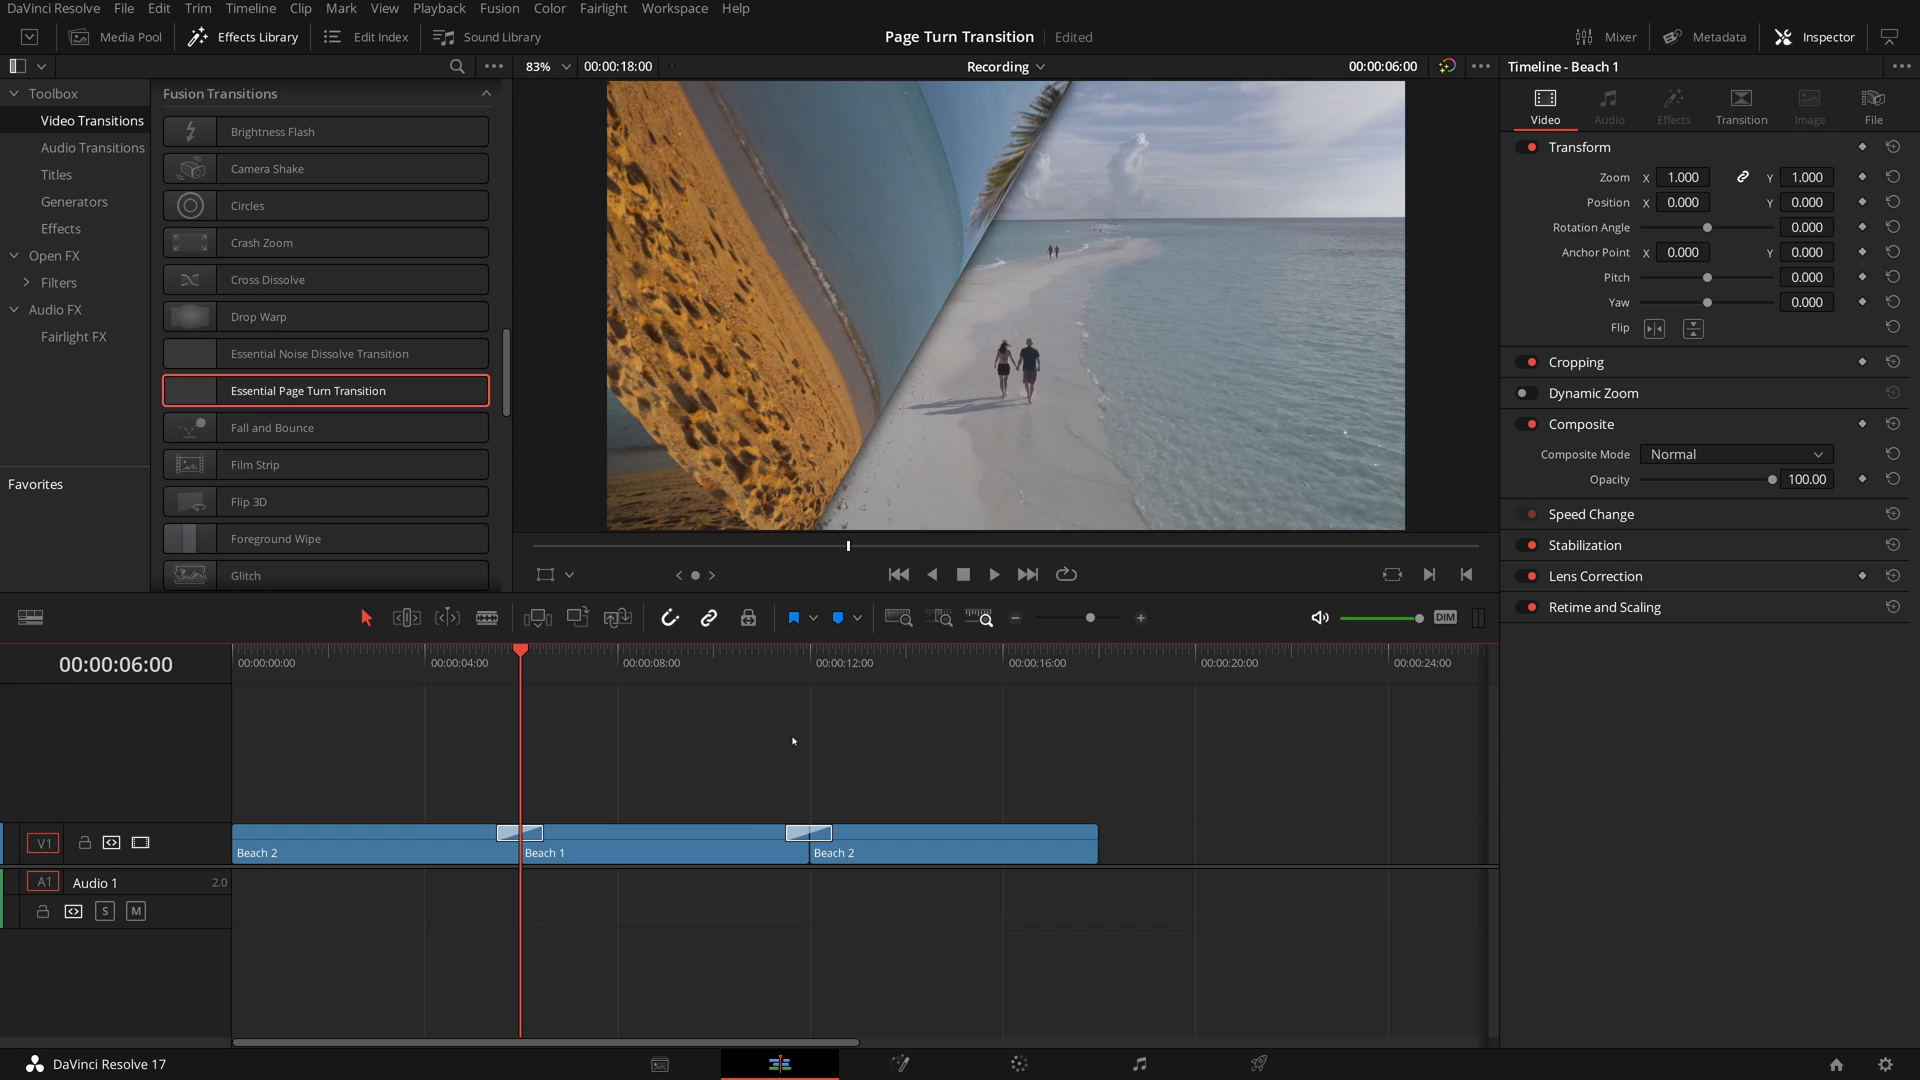 DaVinci Resolve File Edit Trim Timeline Clip Mark View Playback Fusion Color Fairlight Workspace Help
Media Pool Effects Library Edit Index Sound Library Page Turn Transition Edited Mixer Metadata Inspector
83% 00:00:18:00 Recording 00:00:06:00 Timeline - Beach 1
Toolbox
Video Transitions
Audio Transitions
Titles
Generators
Effects
Open FX
Filters
Audio FX
Fairlight FX
Favorites
Fusion Transitions
Brightness Flash
Camera Shake
Circles
Crash Zoom
Cross Dissolve
Drop Warp
Essential Noise Dissolve Transition
Essential Page Turn Transition
Fall and Bounce
Film Strip
Flip 3D
Foreground Wipe
Glitch
Video Audio Effects Transition Image File
Transform
Zoom X 1.000 Y 1.000
Position X 0.000 Y 0.000
Rotation Angle 0.000
Anchor Point X 0.000 Y 0.000
Pitch 0.000
Yaw 0.000
Flip
Cropping
Dynamic Zoom
Composite
Composite Mode Normal
Opacity 100.00
Speed Change
Stabilization
Lens Correction
Retime and Scaling
DIM
00:00:06:00 00:00:00:00 00:00:04:00 00:00:08:00 00:00:12:00 00:00:16:00 00:00:20:00 00:00:24:00
V1
Beach 2 Beach 1 Beach 2
A1 Audio 1 2.0
S M
DaVinci Resolve 17